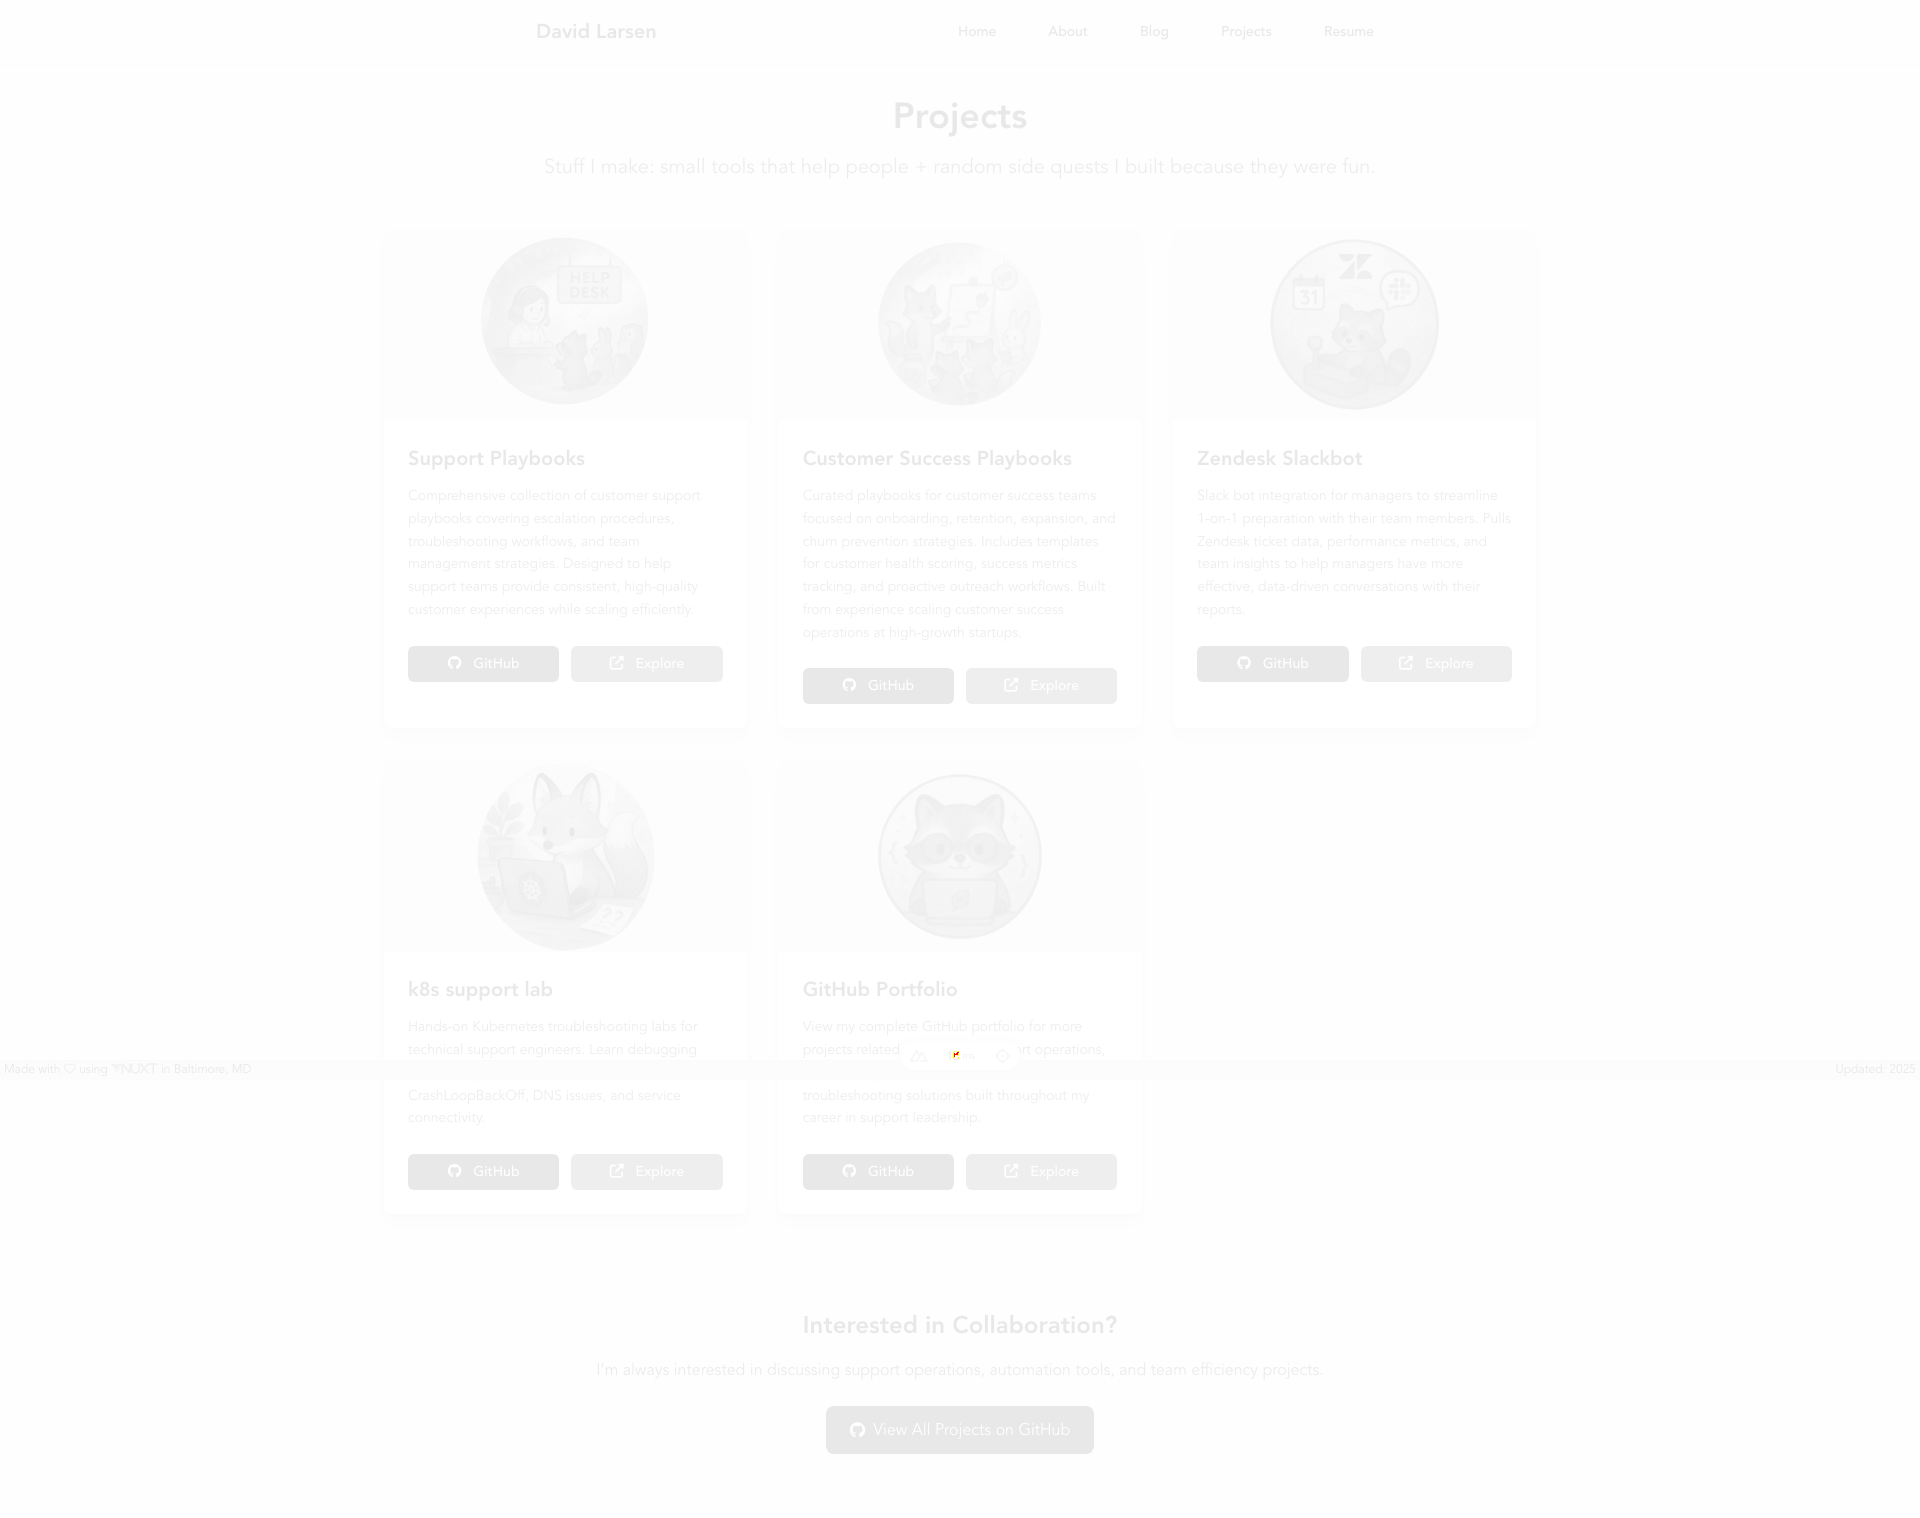 David Larsen
Home About Blog Projects Resume
Projects
Stuff I make: small tools that help people + random side quests I built because they were fun.
HELP
DESK
31
Support Playbooks
Comprehensive collection of customer support
playbooks covering escalation procedures,
troubleshooting workflows, and team
management strategies. Designed to help
support teams provide consistent, high-quality
customer experiences while scaling efficiently.
GitHub Explore
Customer Success Playbooks
Curated playbooks for customer success teams
focused on onboarding, retention, expansion, and
churn prevention strategies. Includes templates
for customer health scoring, success metrics
tracking, and proactive outreach workflows. Built
from experience scaling customer success
operations at high-growth startups.
GitHub Explore
Zendesk Slackbot
Slack bot integration for managers to streamline
1-on-1 preparation with their team members. Pulls
Zendesk ticket data, performance metrics, and
team insights to help managers have more
effective, data-driven conversations with their
reports.
GitHub Explore
??
k8s support lab
Hands-on Kubernetes troubleshooting labs for
technical support engineers. Learn debugging
CrashLoopBackOff, DNS issues, and service
connectivity.
GitHub Explore
{ }
GitHub Portfolio
View my complete GitHub portfolio for more
projects related operations,
troubleshooting solutions built throughout my
career in support leadership.
GitHub Explore
Made with ♡ using NUXT in Baltimore, MD
Updated: 2025
Interested in Collaboration?
I'm always interested in discussing support operations, automation tools, and team efficiency projects.
View All Projects on GitHub